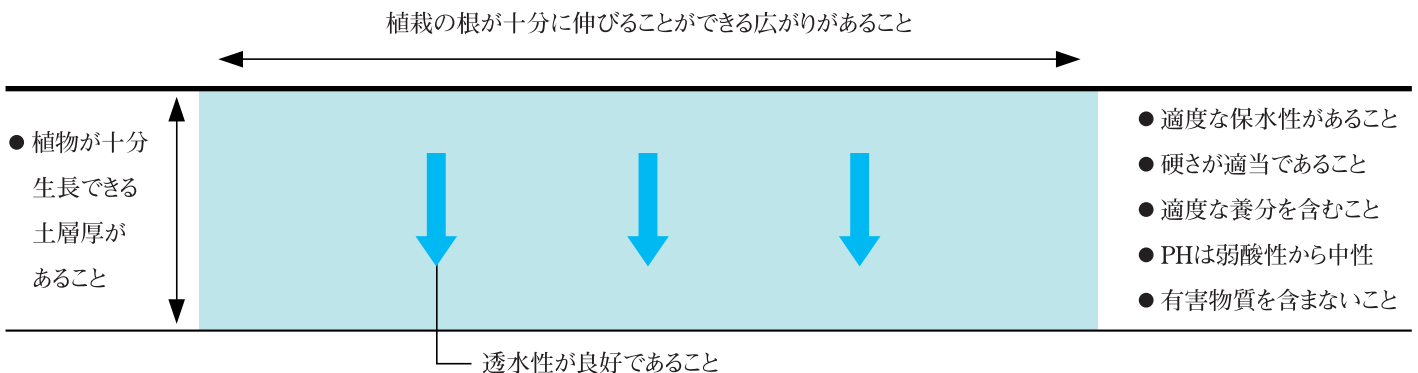 植栽の根が十分に伸びることができる広がりがあること
● 植物が十分
生長できる
土層厚が
あること
● 適度な保水性があること
● 硬さが適当であること
● 適度な養分を含むこと
● PHは弱酸性から中性
● 有害物質を含まないこと
透水性が良好であること